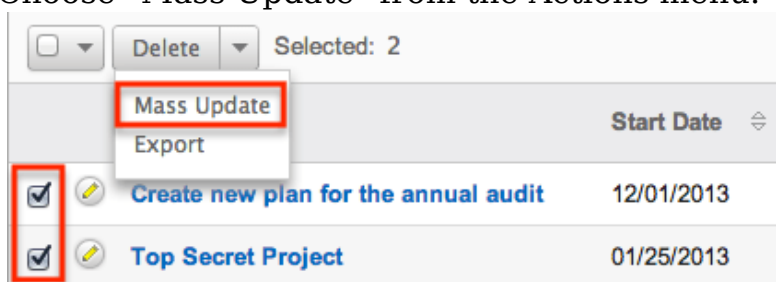 Choose "Mass Update" from the Actions menu.
Delete Selected: 2
Mass Update
Export
Start Date
Create new plan for the annual audit 12/01/2013
Top Secret Project 01/25/2013